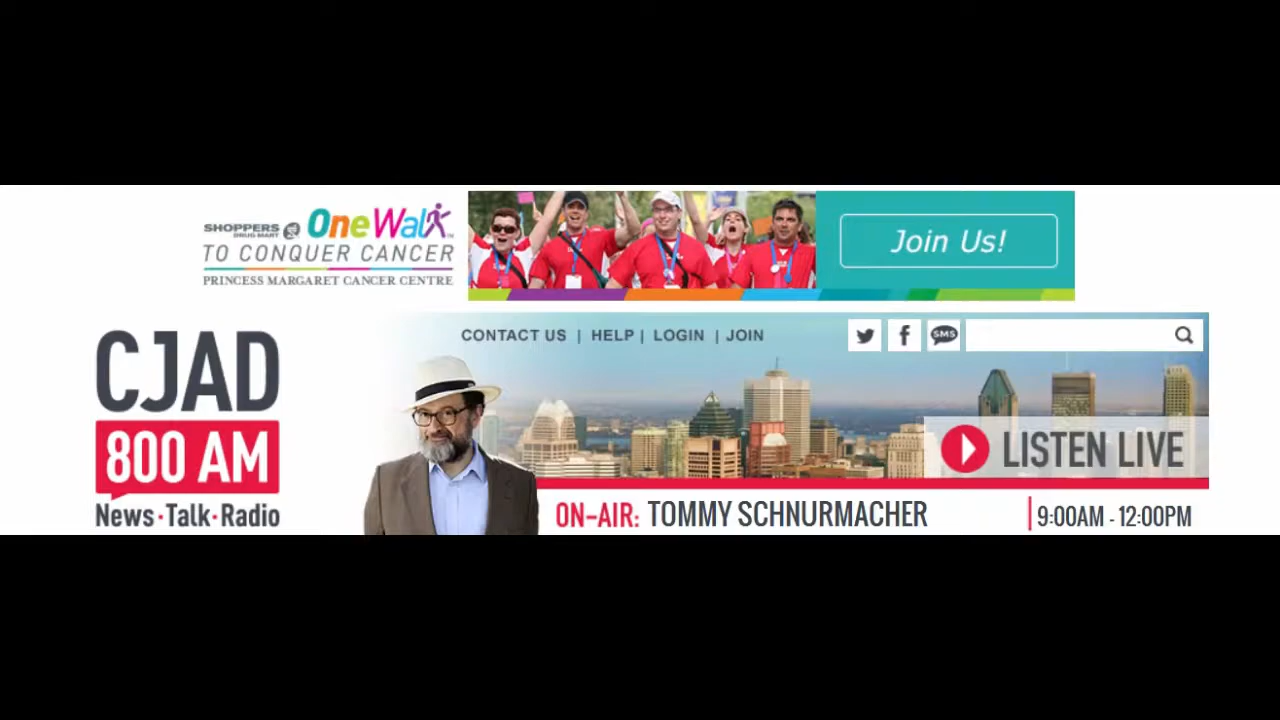 SHOPPERS
DRUG MART
OneWalk
TO CONQUER CANCER
PRINCESS MARGARET CANCER CENTRE
Join Us!
CONTACT US | HELP | LOGIN | JOIN
SMS
CJAD
800 AM
News·Talk·Radio
LISTEN LIVE
ON-AIR: TOMMY SCHNURMACHER
9:00AM - 12:00PM